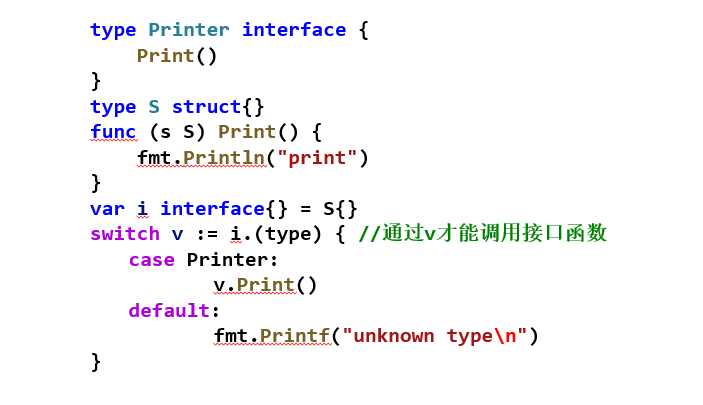 type Printer interface {
    Print()
}
type S struct{}
func (s S) Print() {
    fmt.Println("print")
}
var i interface{} = S{}
switch v := i.(type) { //通过v才能调用接口函数
   case Printer:
          v.Print()
   default:
          fmt.Printf("unknown type\n")
}